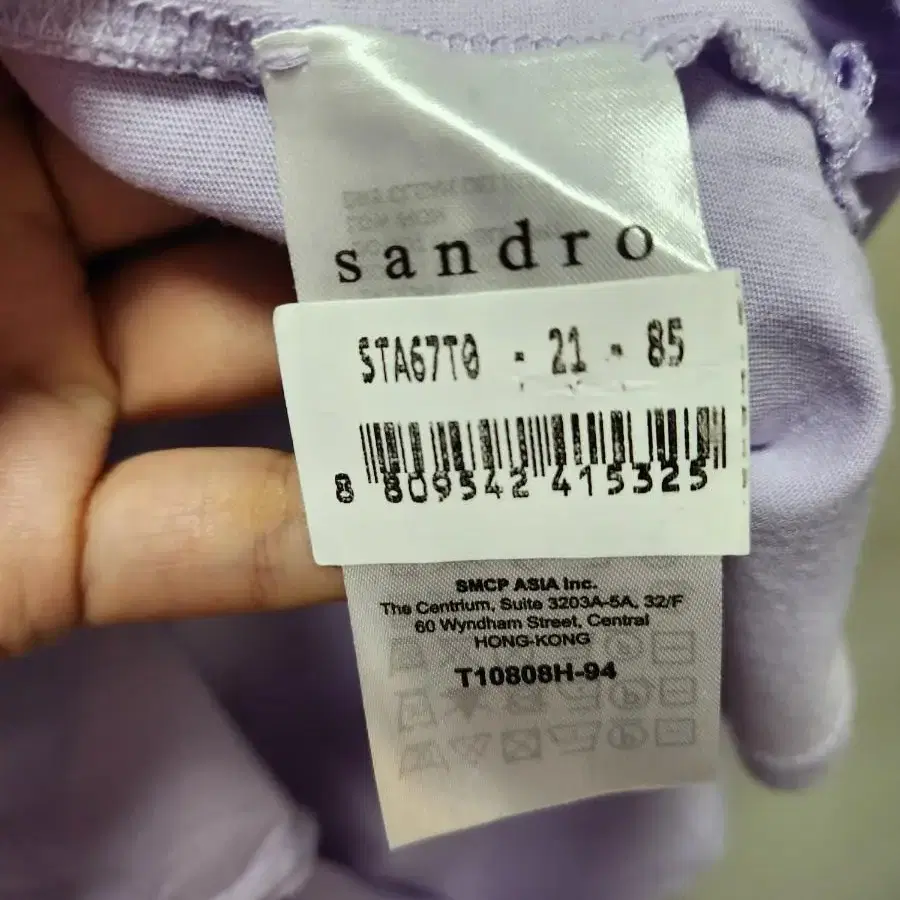 sandro
STA67T0 - 21 - 85
8 809542 415325
SMCP ASIA Inc.
The Centrium, Suite 3203A-5A, 32/F
60 Wyndham Street, Central
HONG-KONG
T10808H-94